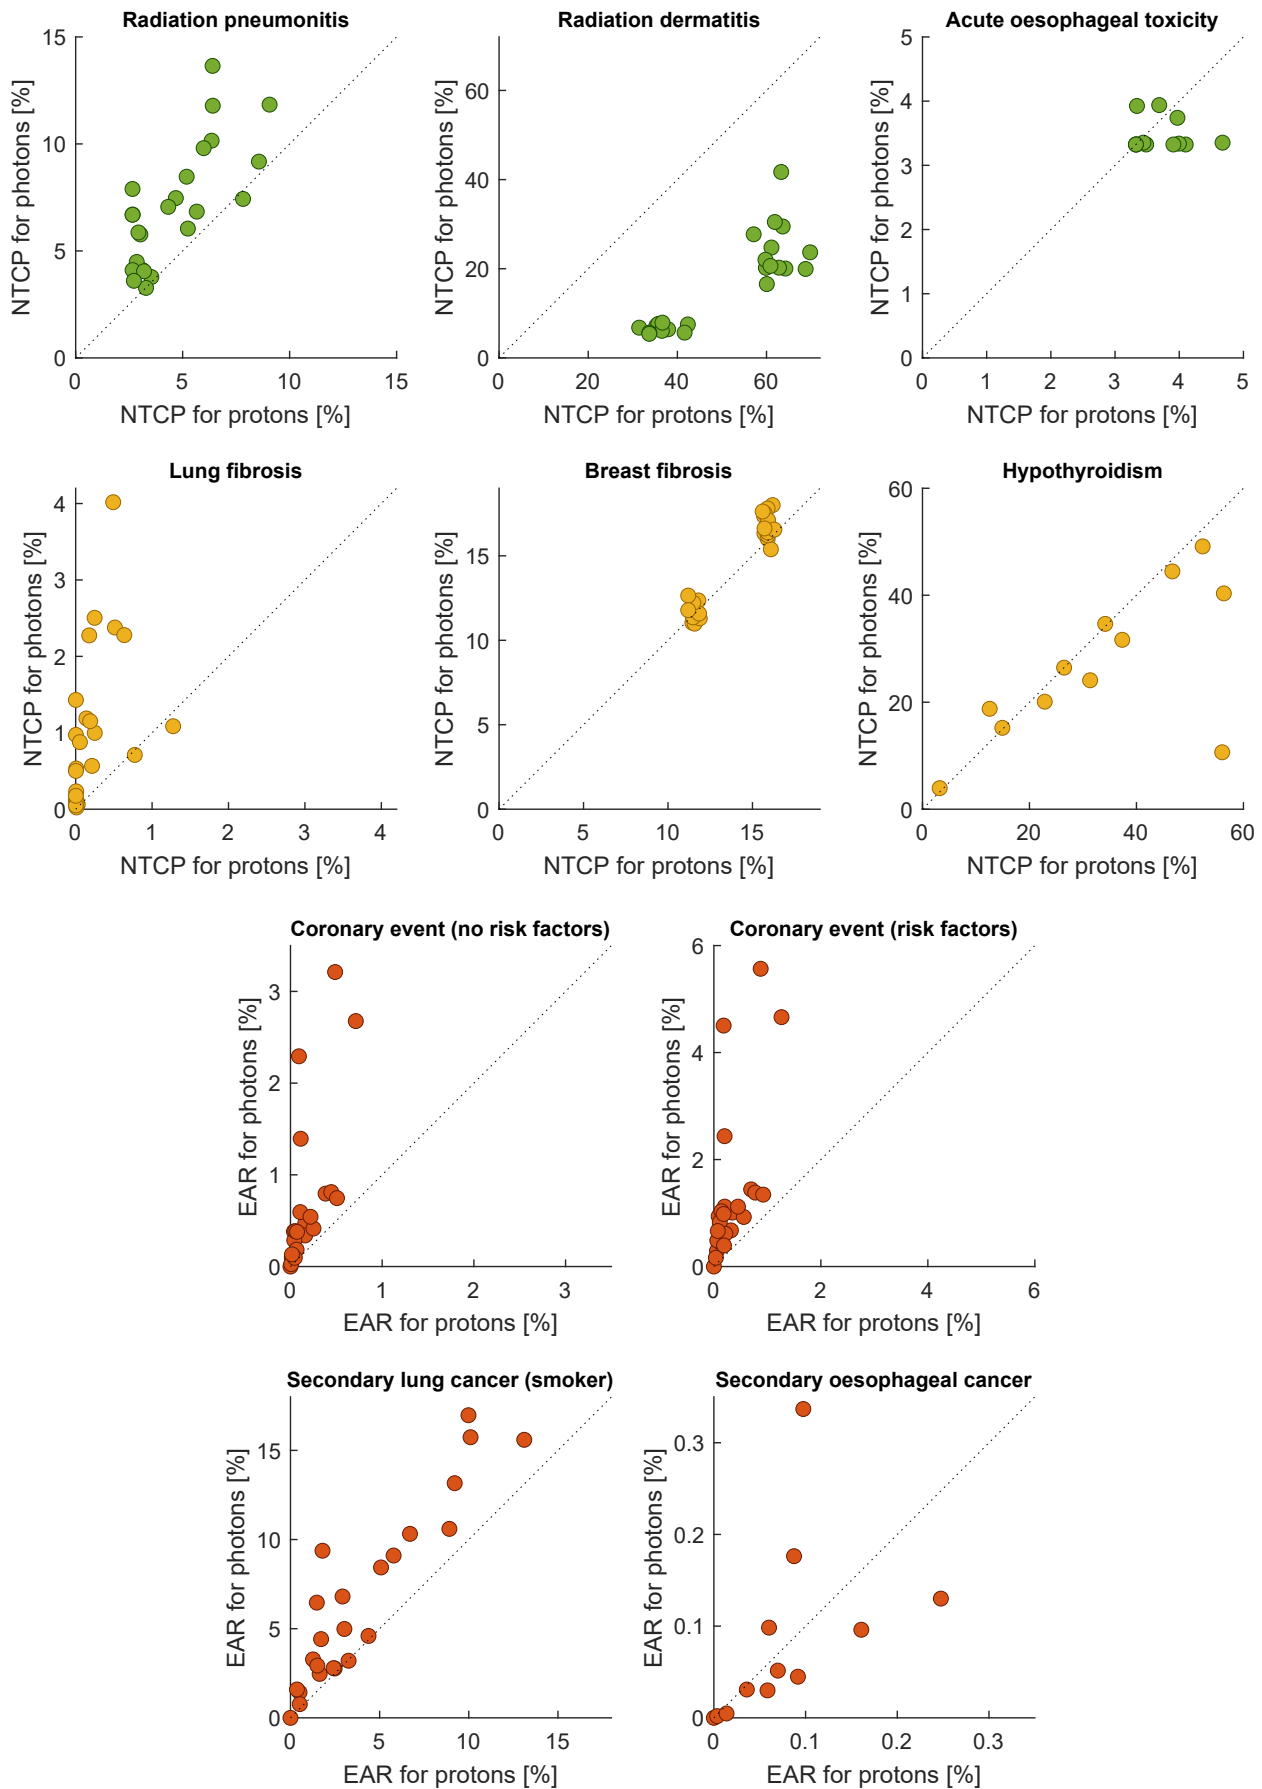 Radiation pneumonitis
Radiation dermatitis
Acute oesophageal toxicity
15
10
5
0
NTCP for photons [%]
0 5 10 15
NTCP for protons [%]
60
40
20
0
NTCP for photons [%]
0 20 40 60
NTCP for protons [%]
5
4
3
2
1
0
NTCP for photons [%]
0 1 2 3 4 5
NTCP for protons [%]
Lung fibrosis
Breast fibrosis
Hypothyroidism
4
3
2
1
0
NTCP for photons [%]
0 1 2 3 4
NTCP for protons [%]
15
10
5
0
NTCP for photons [%]
0 5 10 15
NTCP for protons [%]
60
40
20
0
NTCP for photons [%]
0 20 40 60
NTCP for protons [%]
Coronary event (no risk factors)
Coronary event (risk factors)
3
2
1
0
EAR for photons [%]
0 1 2 3
EAR for protons [%]
6
4
2
0
EAR for photons [%]
0 2 4 6
EAR for protons [%]
Secondary lung cancer (smoker)
Secondary oesophageal cancer
15
10
5
0
EAR for photons [%]
0 5 10 15
EAR for protons [%]
0.3
0.2
0.1
0
EAR for photons [%]
0 0.1 0.2 0.3
EAR for protons [%]